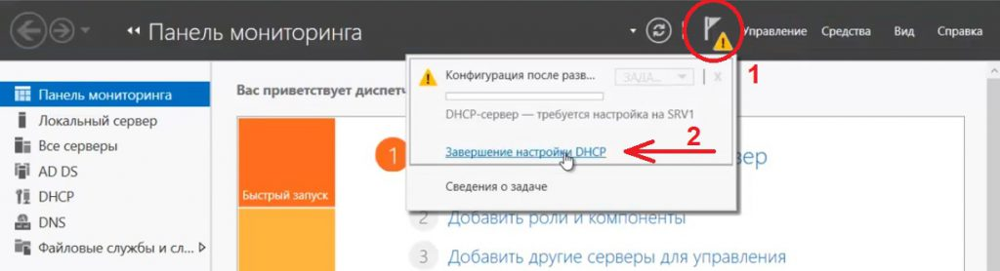 Панель мониторинга
Управление Средства Вид Справка
1
Панель мониторинга
Локальный сервер
Все серверы
AD DS
DHCP
DNS
Файловые службы и сл...
Вас приветствует диспетч
Конфигурация после разв...
ЗАДА...
X
DHCP-сервер — требуется настройка на SRV1
Завершение настройки DHCP
2
Сведения о задаче
Быстрый запуск
1
вер
2 Добавить роли и компоненты
3 Добавить другие серверы для управления